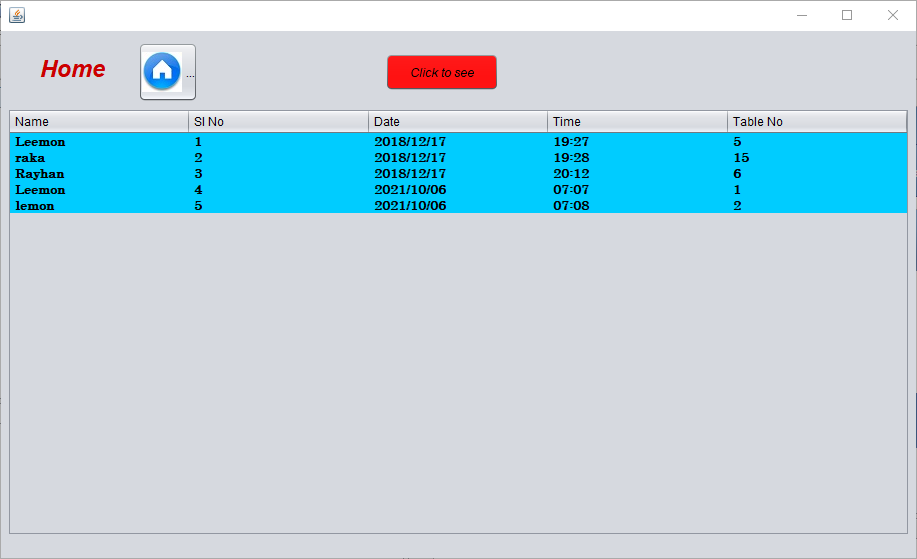 Home ... Click to see
Name Sl No Date Time Table No
Leemon 1 2018/12/17 19:27 5
raka 2 2018/12/17 19:28 15
Rayhan 3 2018/12/17 20:12 6
Leemon 4 2021/10/06 07:07 1
lemon 5 2021/10/06 07:08 2